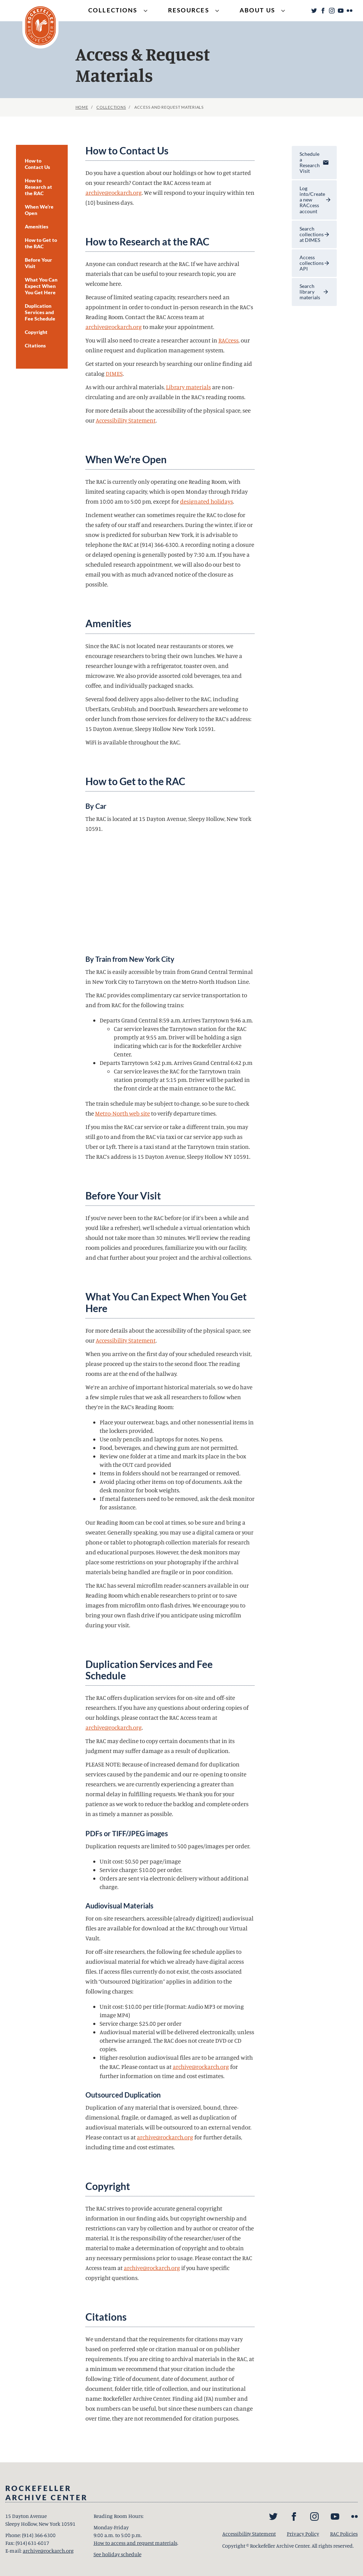 COLLECTIONS
RESOURCES
ABOUT US
ROCKEFELLER
Access & Request
Materials
HOME / COLLECTIONS / ACCESS AND REQUEST MATERIALS
How to
Contact Us
How to
Research at
the RAC
When We're
Open
Amenities
How to Get to
the RAC
Before Your
Visit
What You Can
Expect When
You Get Here
Duplication
Services and
Fee Schedule
Copyright
Citations
How to Contact Us
Do you have a question about our holdings or how to get started
on your research? Contact the RAC Access team at
archive@rockarch.org. We will respond to your inquiry within ten
(10) business days.
How to Research at the RAC
Anyone can conduct research at the RAC. If we have
materials that could be useful to your research topic, you are
welcome here.
Because of limited seating capacity, researchers need an
appointment in order to conduct in-person research in the RAC's
Reading Room. Contact the RAC Access team at
archive@rockarch.org to make your appointment.
You will also need to create a researcher account in RACcess, our
online scheduling and duplication management system.
Get started on your research by searching our online finding aid
catalog DIMES.
As with our archival materials, Library materials are non-
circulating and are only available in the RAC's reading rooms.
For more details about the accessibility of the physical space, see
our Accessibility Statement.
When We're Open
The RAC is currently operating only one Reading Room, with
limited seating capacity, which is open Monday through Friday
from 10:00 am to 5:00 pm, except for designated holidays.
Inclement weather can sometimes require the RAC to close for
the safety of our staff and researchers. During the winter, if ice or
snow is predicted for suburban New York. It is advisable to
telephone the RAC at (914) 366-6300. A recording about a closure
or delayed opening is generally posted by 7:30 a.m. If you have a
scheduled research appointment, we will also do our best to
email you with as much advanced notice of the closure as
possible.
Amenities
Since the RAC is not located near restaurants or stores, we
encourage researchers to bring their own lunches. We have a
researcher lounge with a refrigerator, toaster oven, and
microwave. We also provide assorted cold beverages, tea and
coffee, and individually packaged snacks.
Several food delivery apps also deliver to the RAC, including
UberEats, GrubHub; and DoorDash. Researchers are welcome to
order lunch from those services for delivery to the RAC's address:
15 Dayton Avenue, Sleepy Hollow New York 10591.
WiFi is available throughout the RAC.
How to Get to the RAC
By Car
The RAC is located at 15 Dayton Avenue, Sleepy Hollow, New York
10591.
By Train from New York City
The RAC is easily accessible by train from Grand Central Terminal
in New York City to Tarrytown on the Metro-North Hudson Line.
The RAC provides complimentary car service transportation to
and from RAC for the following trains:
Departs Grand Central 8:59 a.m. Arrives Tarrytown 9:46 a.m.
Car service leaves the Tarrytown station for the RAC
promptly at 9:55 am. Driver will be holding a sign
indicating which car is from the Rockefeller Archive
Center.
Departs Tarrytown 5:42 p.m. Arrives Grand Central 6:42 p.m
Car service leaves the RAC for the Tarrytown train
station promptly at 5:15 pm. Driver will be parked in
the front circle at the main entrance to the RAC.
The train schedule may be subject to change, so be sure to check
the Metro-North web site to verify departure times.
If you miss the RAC car service or take a different train, you may
still go to and from the RAC via taxi or car service app such as
Uber or Lyft. There is a taxi stand at the Tarrytown train station.
The RAC's address is 15 Dayton Avenue, Sleepy Hollow NY 10591.
Before Your Visit
If you've never been to the RAC before (or if it's been a while and
you'd like a refresher), we'll schedule a virtual orientation which
should not take more than 30 minutes. We'll review the reading
room policies and procedures, familiarize you with our facility,
and chat further about your project and the archival collections.
What You Can Expect When You Get
Here
For more details about the accessibility of the physical space, see
our Accessibility Statement.
When you arrive on the first day of your scheduled research visit,
please proceed up the stairs to the second floor. The reading
rooms are at the end of the hallway.
We're an archive of important historical materials, so we do have
a few simple rules that we ask all researchers to follow when
they're in the RAC's Reading Room:
Place your outerwear, bags, and other nonessential items in
the lockers provided.
Use only pencils and laptops for notes. No pens.
Food, beverages, and chewing gum are not permitted.
Review one folder at a time and mark its place in the box
with the OUT card provided
Items in folders should not be rearranged or removed.
Avoid placing other items on top of documents. Ask the
desk monitor for book weights.
If metal fasteners need to be removed, ask the desk monitor
for assistance.
Our Reading Room can be cool at times, so be sure and bring a
sweater. Generally speaking, you may use a digital camera or your
phone or tablet to photograph collection materials for research
and educational purposes. However, the desk monitors may
place some restrictions on your photography if the archival
materials being handled are fragile or in poor condition.
The RAC has several microfilm reader-scanners available in our
Reading Room which enable researchers to print or to save
images from microfilm onto flash drives. We encourage you to
bring your own flash drive if you anticipate using microfilm
during your visit.
Duplication Services and Fee
Schedule
The RAC offers duplication services for on-site and off-site
researchers. If you have any questions about ordering copies of
our holdings, please contact the RAC Access team at
archive@rockarch.org.
The RAC may decline to copy certain documents that in its
judgment may suffer damage as a result of duplication.
PLEASE NOTE: Because of increased demand for duplication
services caused by the pandemic and our re-opening to onsite
researchers, we are currently experiencing a greater than
normal delay in fulfilling requests. We thank you for your
patience as we work to reduce the backlog and complete orders
in as timely a manner as possible.
PDFs or TIFF/JPEG images
Duplication requests are limited to 500 pages/images per order.
Unit cost: $0.50 per page/image
Service charge: $10.00 per order.
Orders are sent via electronic delivery without additional
charge.
Audiovisual Materials
For on-site researchers, accessible (already digitized) audiovisual
files are available for download at the RAC through our Virtual
Vault.
For off-site researchers, the following fee schedule applies to
audiovisual material for which we already have digital access
files. If access files currently do not exist, the costs associated
with "Outsourced Digitization" applies in addition to the
following charges:
Unit cost: $10.00 per title (Format: Audio MP3 or moving
image MP4)
Service charge: $25.00 per order
Audiovisual material will be delivered electronically, unless
otherwise arranged. The RAC does not create DVD or CD
copies.
Higher-resolution audiovisual files are to be arranged with
the RAC. Please contact us at archive@rockarch.org for
further information on time and cost estimates.
Outsourced Duplication
Duplication of any material that is oversized, bound, three-
dimensional, fragile, or damaged, as well as duplication of
audiovisual materials, will be outsourced to an external vendor.
Please contact us at archive@rockarch.org for further details,
including time and cost estimates.
Copyright
The RAC strives to provide accurate general copyright
information in our finding aids, but copyright ownership and
restrictions can vary by collection and by author or creator of the
material. It is the responsibility of the researcher/user of the
material to make a determination of copyright and to obtain
any necessary permissions prior to usage. Please contact the RAC
Access team at archive@rockarch.org if you have specific
copyright questions.
Citations
We understand that the requirements for citations may vary
based on preferred style or citation manual or on publisher
requirements. If you are citing to archival materials in the RAC, at
a minimum we recommend that your citation include the
following: Title of document, date of document, author of
document, folder title, title of collection, and our institutional
name: Rockefeller Archive Center. Finding aid (FA) number and
box numbers can be included, but since these elements can often
change, they are not recommended for citation purposes.
Schedule
a
Research
Visit
Log
into/Create
a new
RACcess
account
Search
collections
at DIMES
Access
collections
API
Search
library
materials
ROCKEFELLER
ARCHIVE CENTER
15 Dayton Avenue
Sleepy Hollow, New York 10591
Phone: (914) 366-6300
Fax: (914) 631-6017
E-mail: archive@rockarch.org
Reading Room Hours:
Monday-Friday
9:00 a.m. to 5:00 p.m.
How to access and request materials.
See holiday schedule
Accessibility Statement
Privacy Policy
RAC Policies
Copyright © Rockefeller Archive Center. All rights reserved.